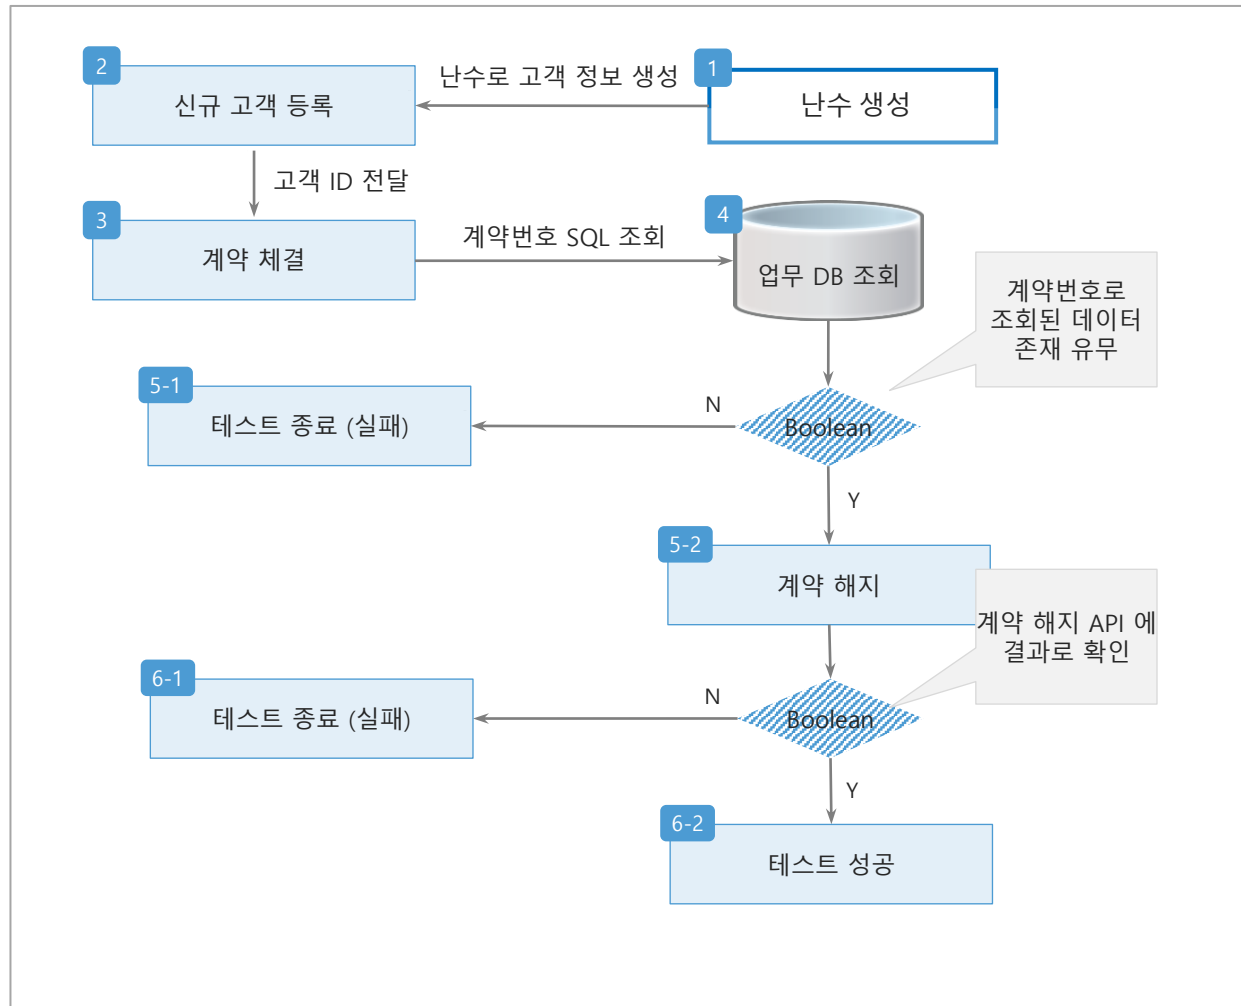 1
난수 생성
난수로 고객 정보 생성
2
신규 고객 등록
고객 ID 전달
3
계약 체결
계약번호 SQL 조회
4
업무 DB 조회
계약번호로
조회된 데이터
존재 유무
Boolean
N
5-1
테스트 종료 (실패)
Y
5-2
계약 해지
계약 해지 API 에
결과로 확인
Boolean
N
6-1
테스트 종료 (실패)
Y
6-2
테스트 성공